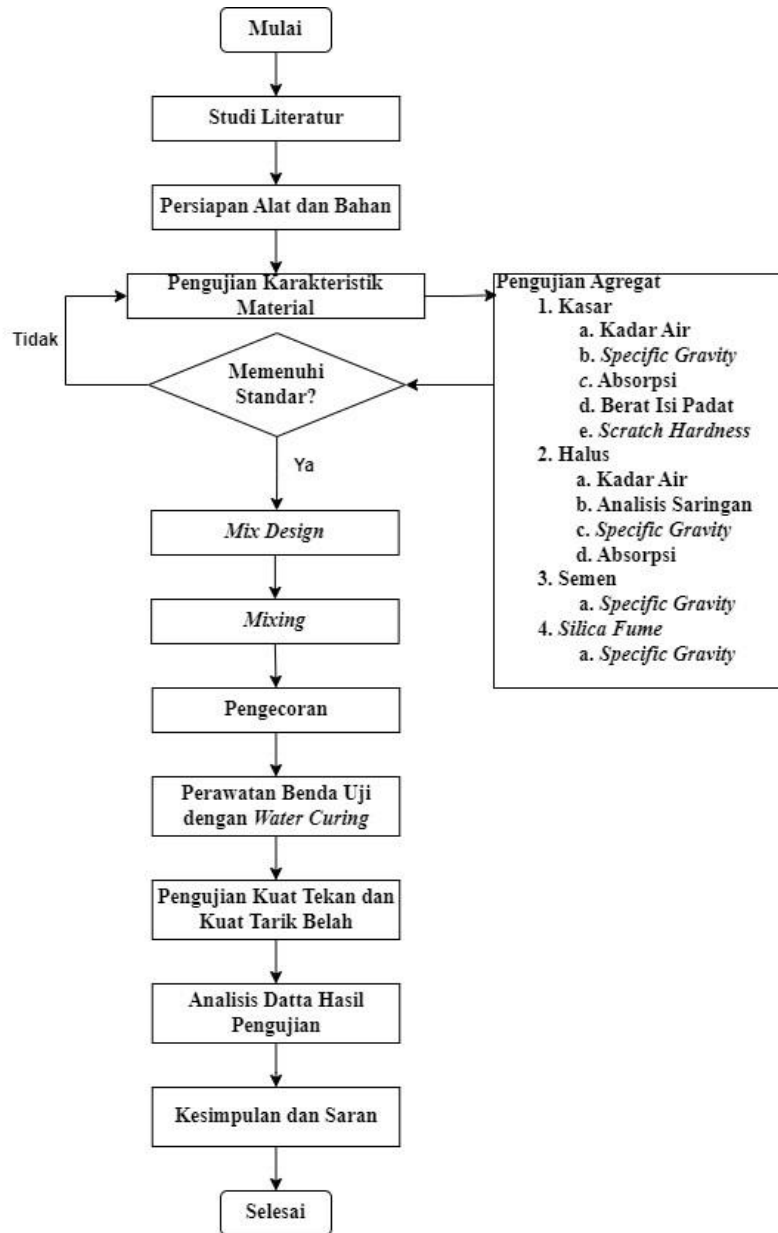 Mulai
Studi Literatur
Persiapan Alat dan Bahan
Pengujian Karakteristik
Material
Pengujian Agregat
1. Kasar
a. Kadar Air
b. Specific Gravity
c. Absorpsi
d. Berat Isi Padat
e. Scratch Hardness
2. Halus
a. Kadar Air
b. Analisis Saringan
c. Specific Gravity
d. Absorpsi
3. Semen
a. Specific Gravity
4. Silica Fume
a. Specific Gravity
Tidak
Memenuhi
Standar?
Ya
Mix Design
Mixing
Pengecoran
Perawatan Benda Uji
dengan Water Curing
Pengujian Kuat Tekan dan
Kuat Tarik Belah
Analisis Datta Hasil
Pengujian
Kesimpulan dan Saran
Selesai